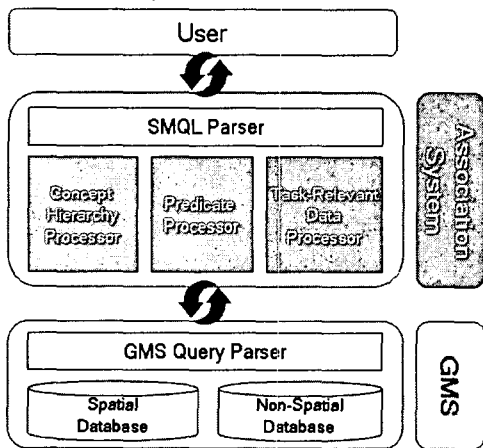 User
SMQL Parser
Concept
Hierarchy
Processor
Predicate
Processor
Task-Relevant
Data
Processor
Association
System
GMS Query Parser
Spatial
Database
Non-Spatial
Database
GMS